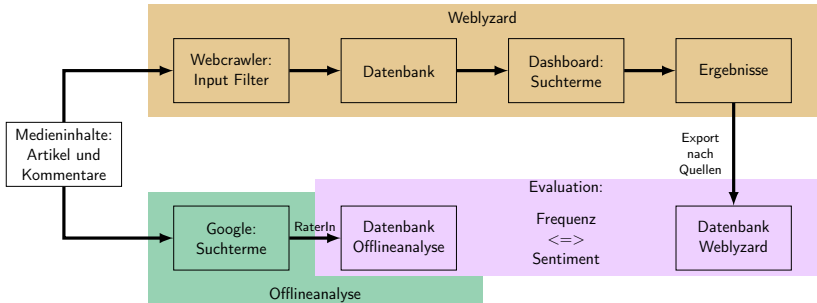 Weblyzard
Webcrawler:
Input Filter
Datenbank
Dashboard:
Suchterme
Ergebnisse
Medieninhalte:
Artikel und
Kommentare
Export
nach
Quellen
Evaluation:
Google:
Suchterme
RaterIn
Datenbank
Offlineanalyse
Frequenz
<=>
Sentiment
Datenbank
Weblyzard
Offlineanalyse